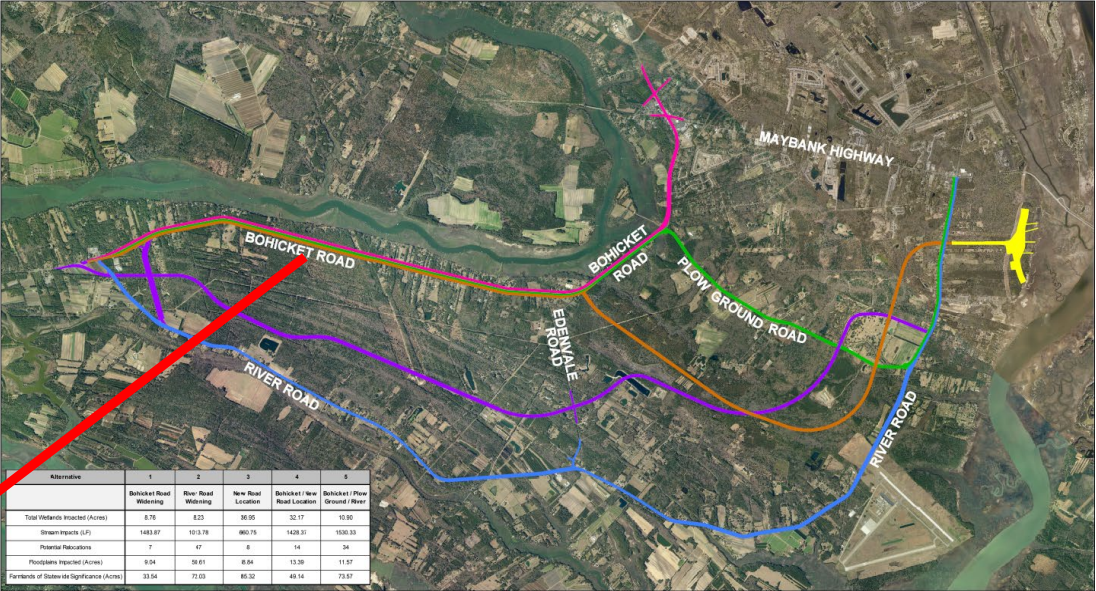 MAYBANK HIGHWAY
BOHICKET
ROAD
BOHICKET ROAD
PLOW GROUND ROAD
EDENVALE
ROAD
RIVER ROAD
RIVER ROAD
Alternative 1 2 3 4 5
Bohicket Road Widening River Road Widening New Road Location Bohicket / New Road Location Bohicket / Plow Ground / River
Total Wetlands Impacted (Acres) 8.76 8.23 36.95 32.17 10.90
Stream Impacts (LF) 1483.87 1013.78 660.75 1428.37 1530.33
Potential Relocations 7 47 8 14 34
Floodplains Impacted (Acres) 9.04 50.61 8.84 13.39 11.57
Farmlands of Statewide Significance (Acres) 33.54 72.03 85.32 49.14 73.57